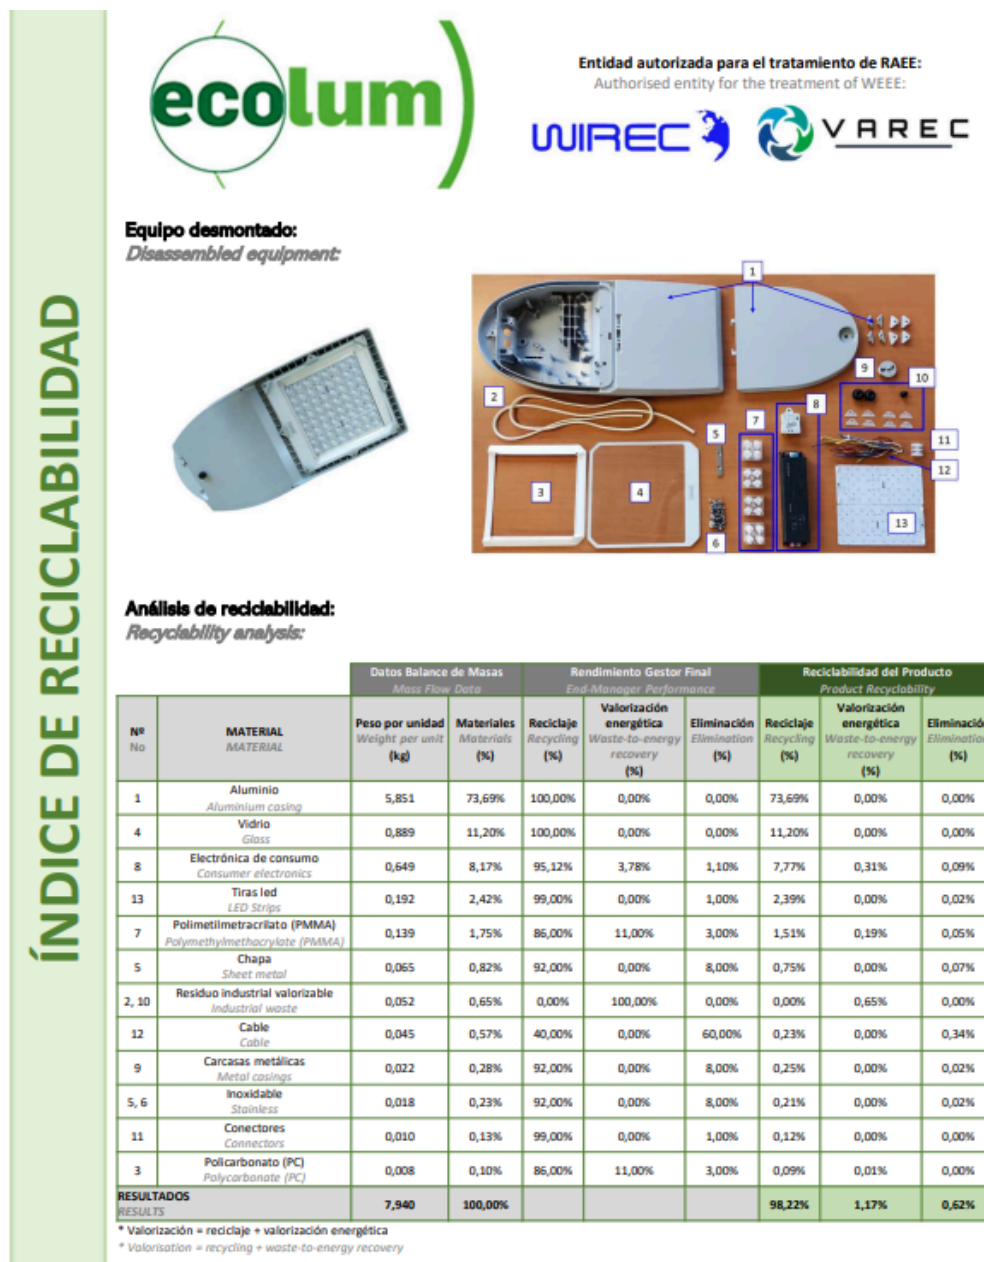 ÍNDICE DE RECICLABILIDAD
ecolum
Entidad autorizada para el tratamiento de RAEE:
Authorised entity for the treatment of WEEE:
WIREC
VAREC
Equipo desmontado:
Disassembled equipment:
1
2
3
4
5
6
7
8
9
10
11
12
13
Análisis de reciclabilidad:
Recyclability analysis:
Datos Balance de Masas Rendimiento Gestor Final Reciclabilidad del Producto
Mass Flow Data End-Manager Performance Product Recyclability
Nº No MATERIAL MATERIAL Peso por unidad Weight per unit (kg) Materiales Materials (%) Reciclaje Recycling (%) Valorización energética Waste-to-energy recovery (%) Eliminación Elimination (%) Reciclaje Recycling (%) Valorización energética Waste-to-energy recovery (%) Eliminació Eliminatio (%)
1 Aluminio 5,851 73,69% 100,00% 0,00% 0,00% 73,69% 0,00% 0,00%
Aluminium casing
4 Vidrio 0,889 11,20% 100,00% 0,00% 0,00% 11,20% 0,00% 0,00%
Glass
8 Electrónica de consumo 0,649 8,17% 95,12% 3,78% 1,10% 7,77% 0,31% 0,09%
Consumer electronics
13 Tiras led 0,192 2,42% 99,00% 0,00% 1,00% 2,39% 0,00% 0,02%
LED Strips
7 Polimetilmetracrilato (PMMA) 0,139 1,75% 86,00% 11,00% 3,00% 1,51% 0,19% 0,05%
Polymethylmethacrylate (PMMA)
5 Chapa 0,065 0,82% 92,00% 0,00% 8,00% 0,75% 0,00% 0,07%
Sheet metal
2, 10 Residuo industrial valorizable 0,052 0,65% 0,00% 100,00% 0,00% 0,00% 0,65% 0,00%
Industrial waste
12 Cable 0,045 0,57% 40,00% 0,00% 60,00% 0,23% 0,00% 0,34%
Cable
9 Carcasas metálicas 0,022 0,28% 92,00% 0,00% 8,00% 0,25% 0,00% 0,02%
Metal casings
5, 6 Inoxidable 0,018 0,23% 92,00% 0,00% 8,00% 0,21% 0,00% 0,02%
Stainless
11 Conectores 0,010 0,13% 99,00% 0,00% 1,00% 0,12% 0,00% 0,00%
Connectors
3 Policarbonato (PC) 0,008 0,10% 86,00% 11,00% 3,00% 0,09% 0,01% 0,00%
Polycarbonate (PC)
RESULTADOS 7,940 100,00% 98,22% 1,17% 0,62%
RESULTS
* Valorización = reciclaje + valorización energética
* Valorisation = recycling + waste-to-energy recovery